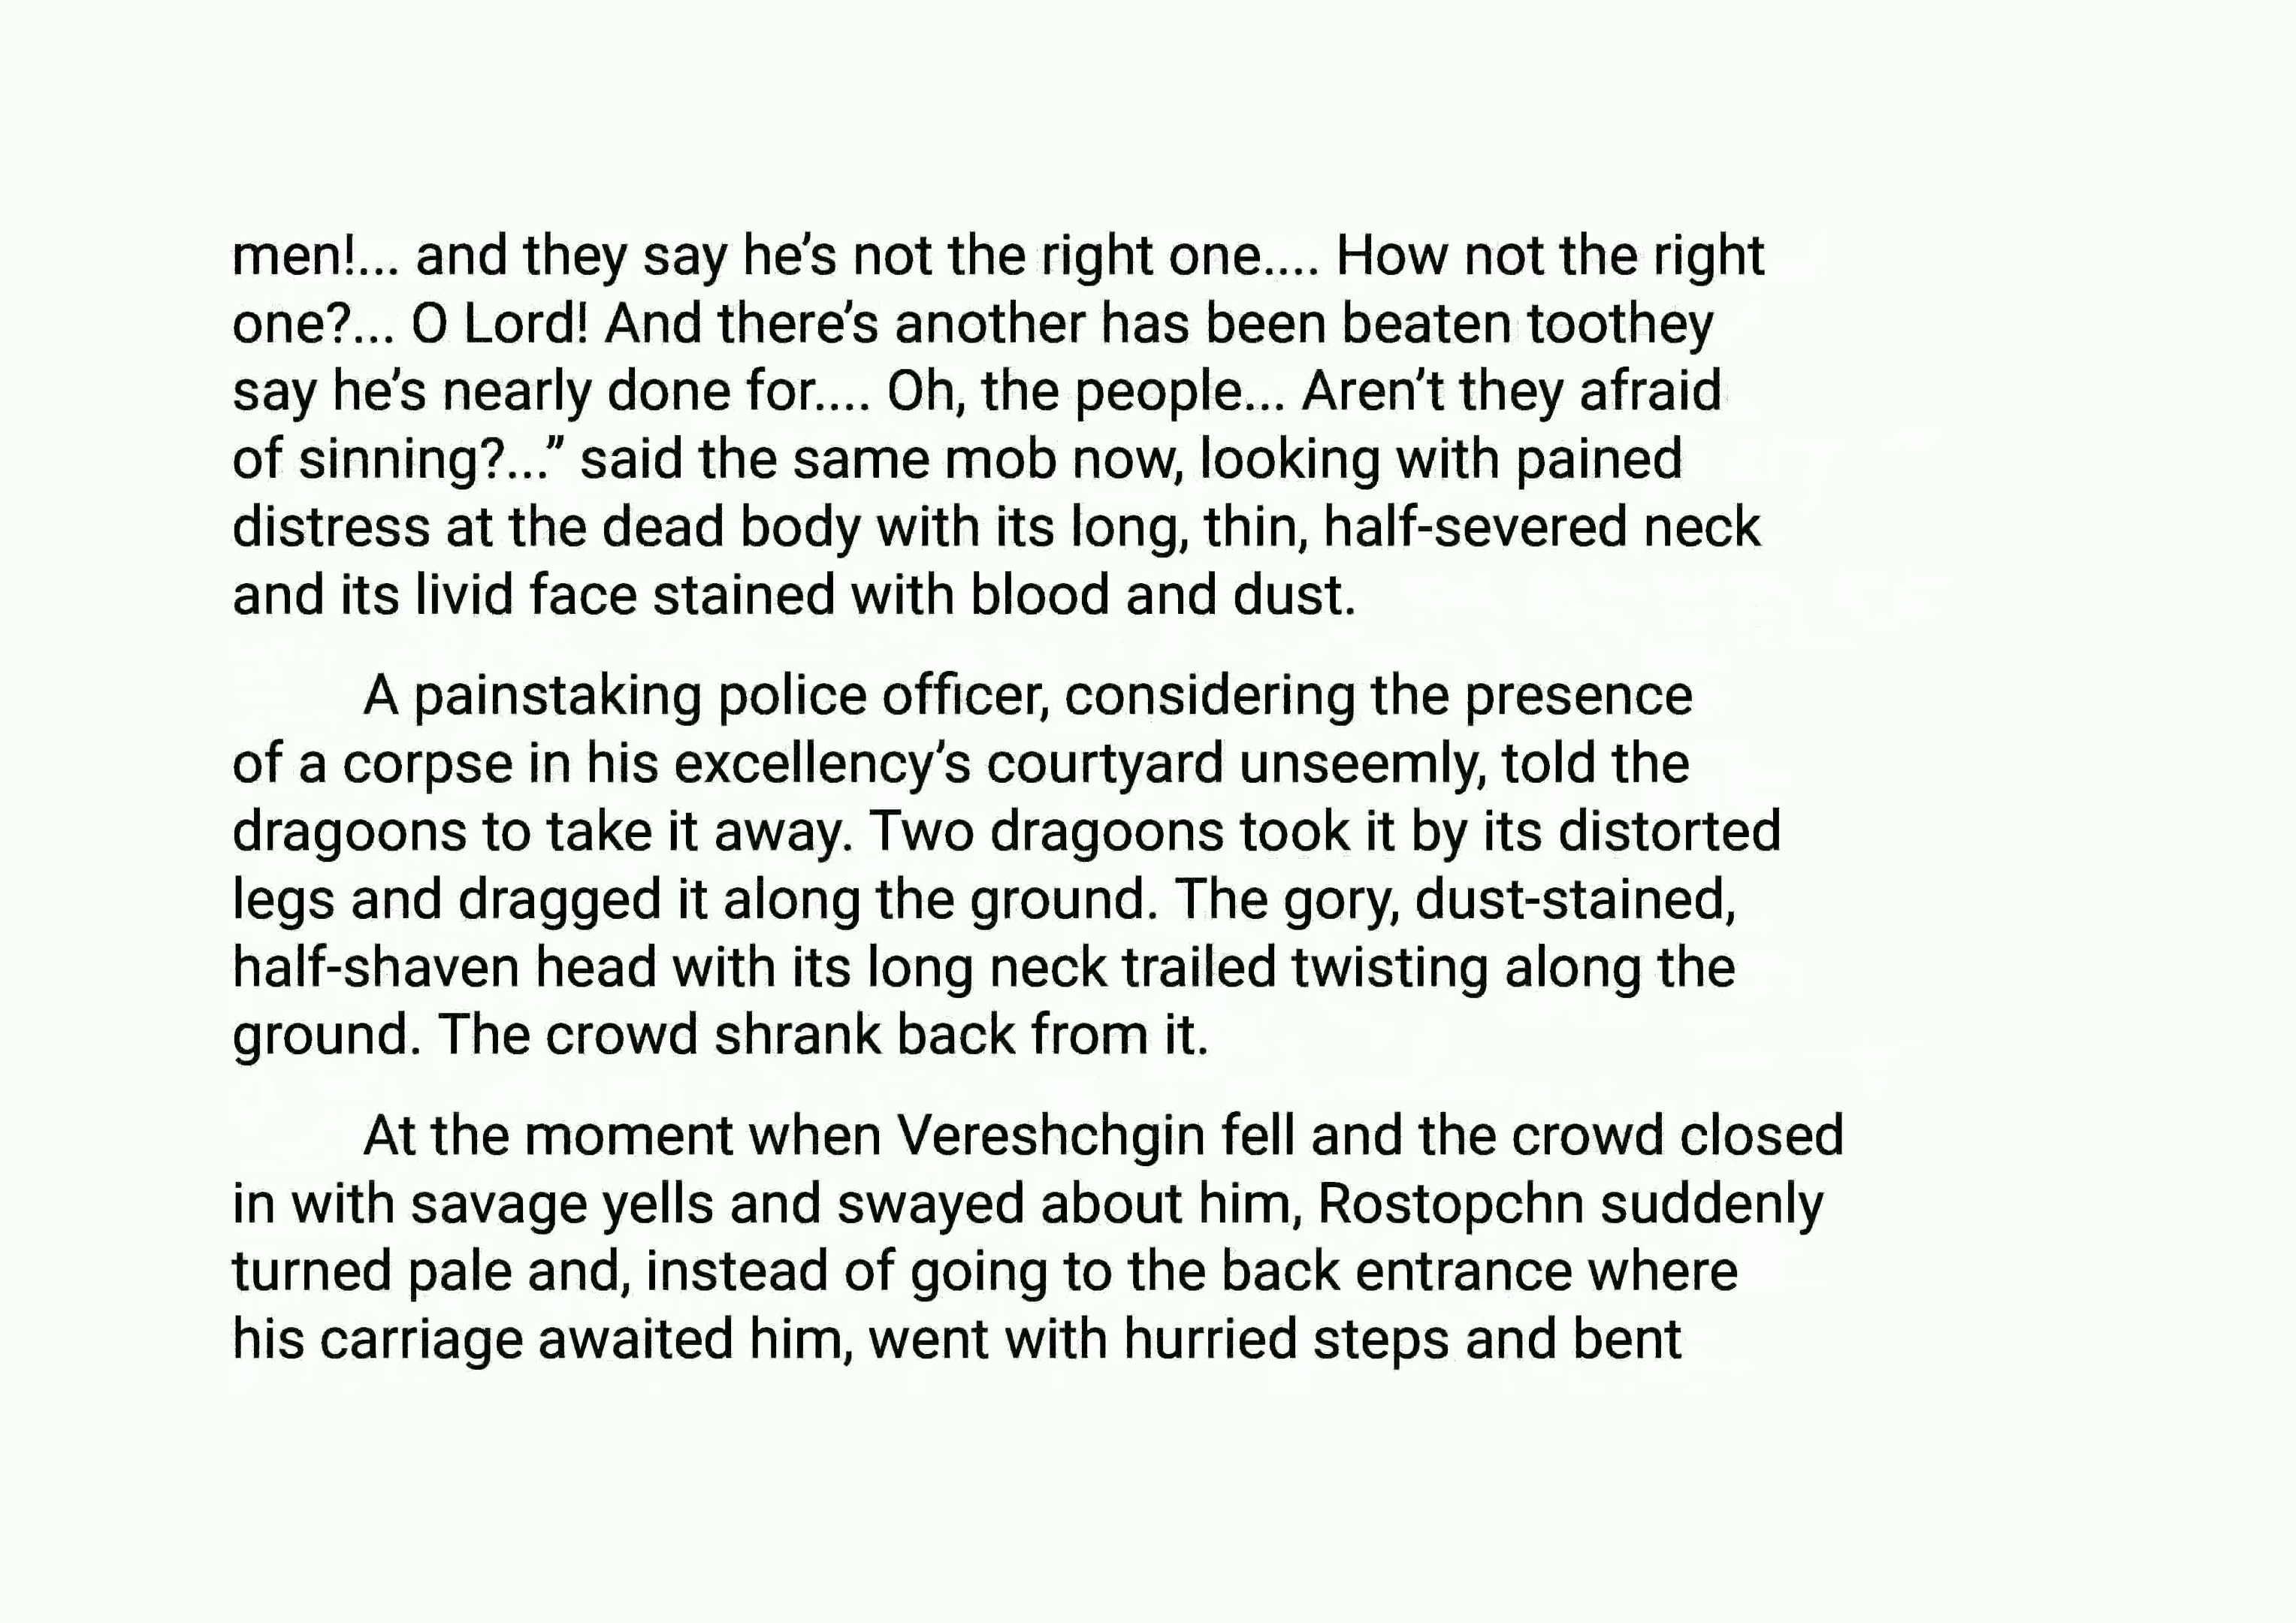 men!... and they say he’s not the right one.... How not the right
one?... O Lord! And there’s another has been beaten toothey
say he’s nearly done for.... Oh, the people... Aren’t they afraid
of sinning?...” said the same mob now, looking with pained
distress at the dead body with its long, thin, half-severed neck
and its livid face stained with blood and dust.
A painstaking police officer, considering the presence
of a corpse in his excellency’s courtyard unseemly, told the
dragoons to take it away. Two dragoons took it by its distorted
legs and dragged it along the ground. The gory, dust-stained,
half-shaven head with its long neck trailed twisting along the
ground. The crowd shrank back from it.
At the moment when Vereshchgin fell and the crowd closed
in with savage yells and swayed about him, Rostopchn suddenly
turned pale and, instead of going to the back entrance where
his carriage awaited him, went with hurried steps and bent